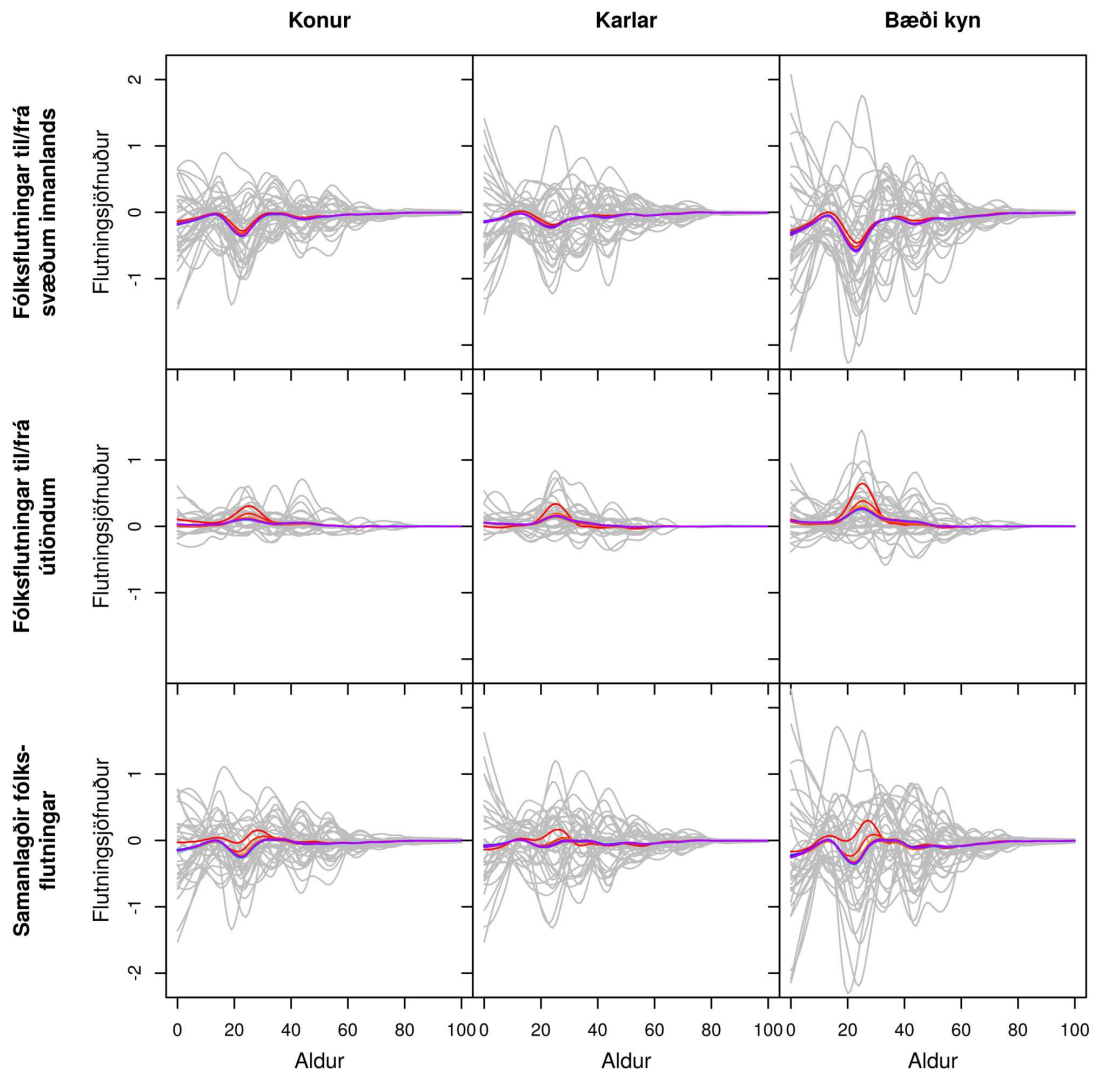 Konur
Karlar
Bæði kyn
Fólksflutningar til/frá
svæðum innanlands
Flutningsjöfnuður
2
1
0
-1
Fólksflutningar til/frá
útlöndum
Flutningsjöfnuður
1
0
-1
Samanlagðir fólks-
flutningar
Flutningsjöfnuður
1
0
-1
-2
0 20 40 60 80 100
0 20 40 60 80 100
0 20 40 60 80 100
Aldur
Aldur
Aldur